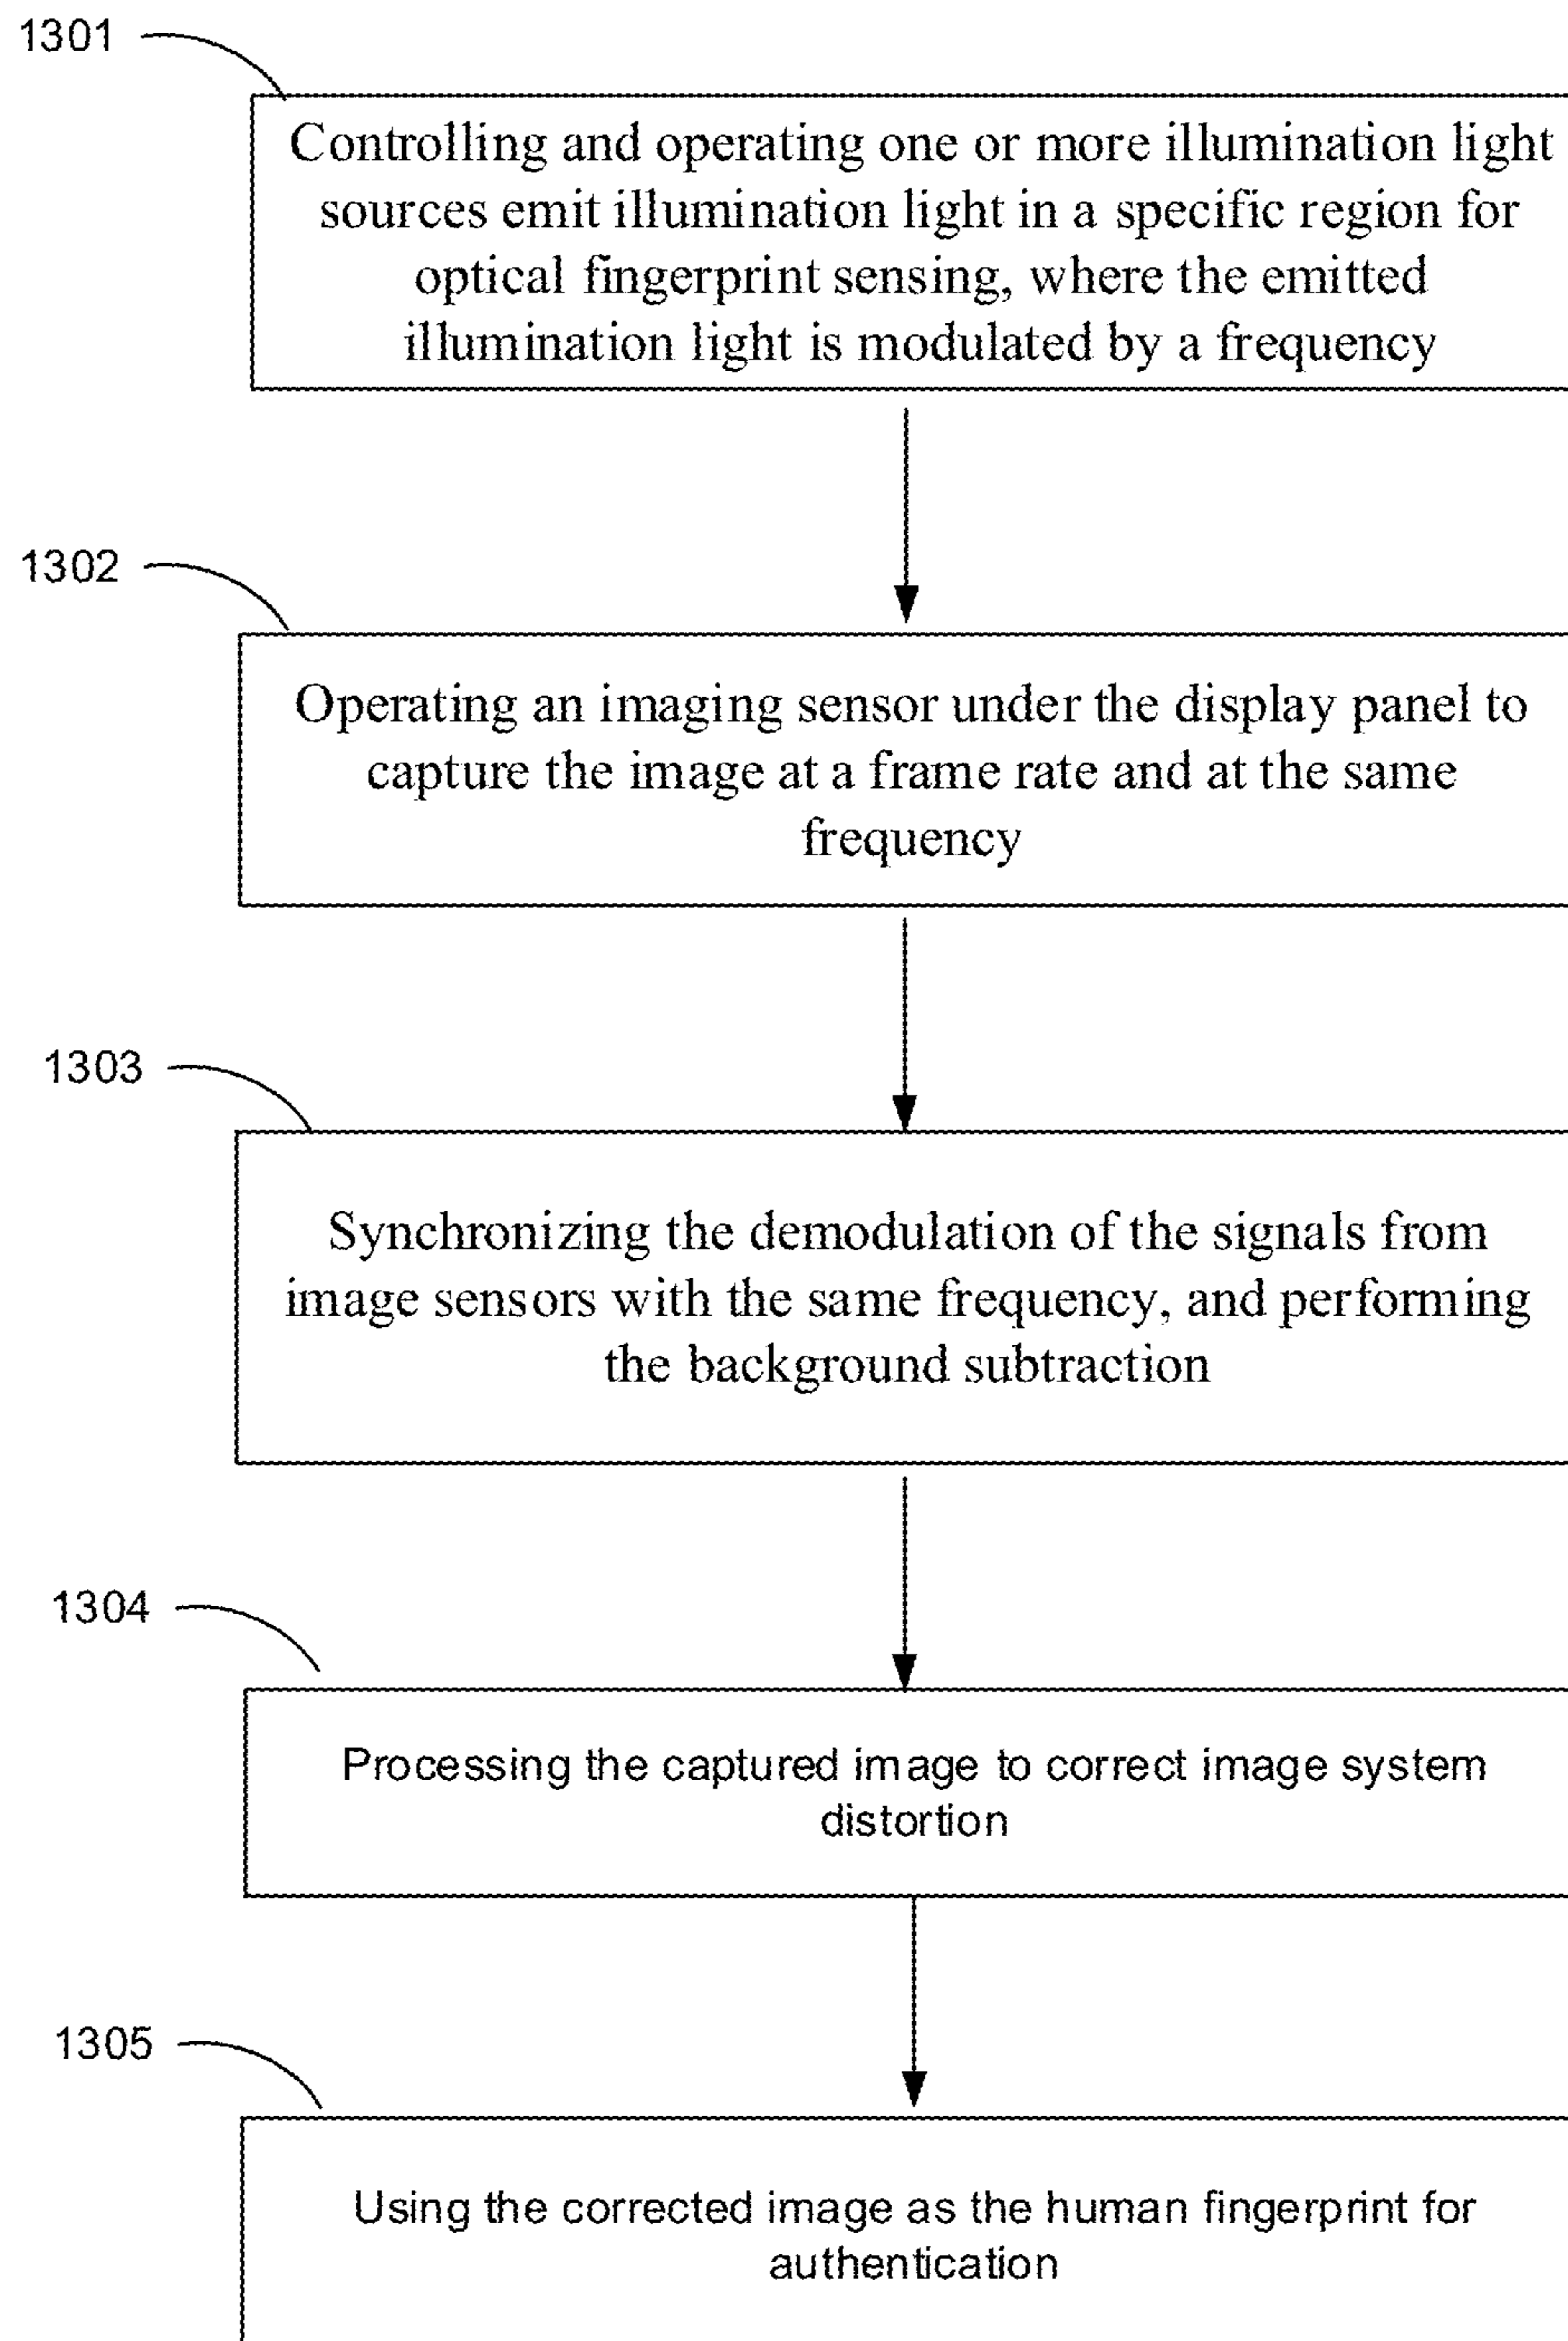 1301
Controlling and operating one or more illumination light
sources emit illumination light in a specific region for
optical fingerprint sensing, where the emitted
illumination light is modulated by a frequency
1302
Operating an imaging sensor under the display panel to
capture the image at a frame rate and at the same
frequency
1303
Synchronizing the demodulation of the signals from
image sensors with the same frequency, and performing
the background subtraction
1304
Processing the captured image to correct image system
distortion
1305
Using the corrected image as the human fingerprint for
authentication